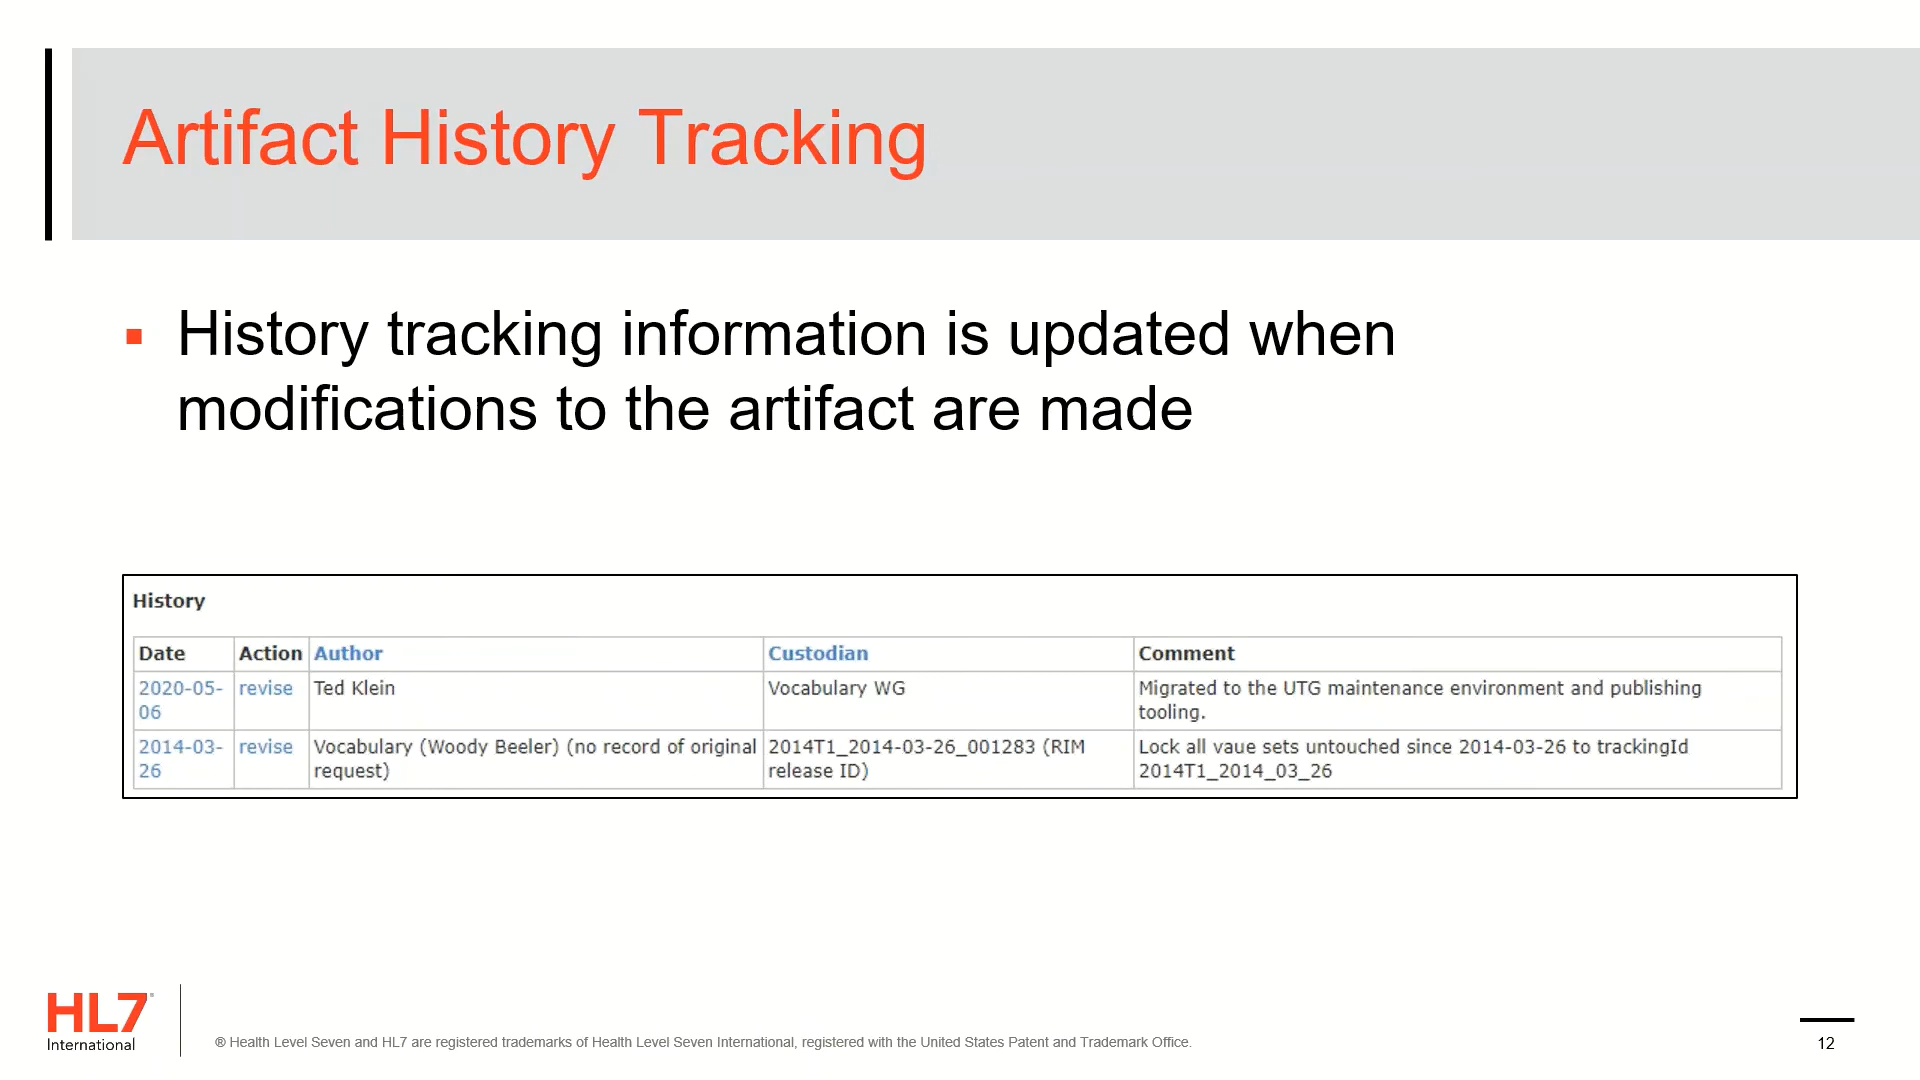 Artifact History Tracking
▪ History tracking information is updated when
modifications to the artifact are made
History
Date Action Author Custodian Comment
2020-05-06 revise Ted Klein Vocabulary WG Migrated to the UTG maintenance environment and publishing tooling.
2014-03-26 revise Vocabulary (Woody Beeler) (no record of original request) 2014T1_2014-03-26_001283 (RIM release ID) Lock all vaue sets untouched since 2014-03-26 to trackingId 2014T1_2014_03_26
HL7
International
® Health Level Seven and HL7 are registered trademarks of Health Level Seven International, registered with the United States Patent and Trademark Office.
12